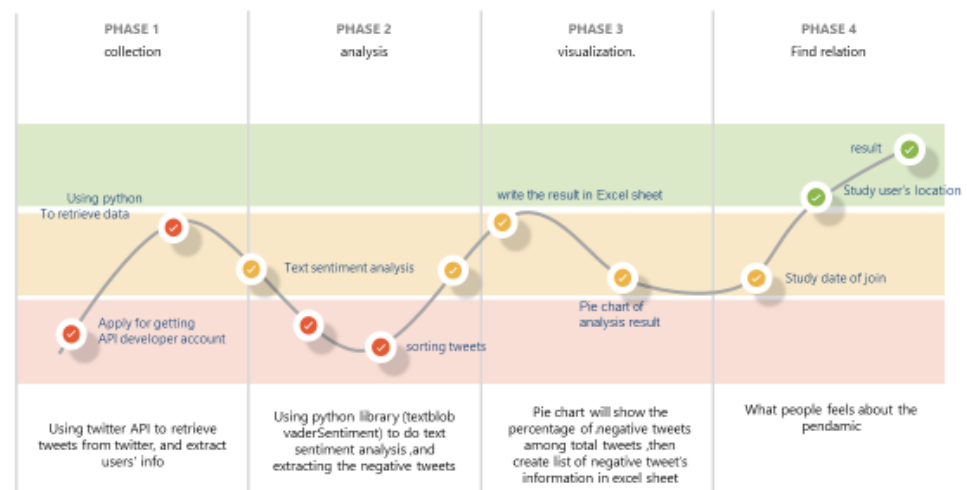 PHASE 1
collection
PHASE 2
analysis
PHASE 3
visualization.
PHASE 4
Find relation
result
Study user's location
Using python
To retrieve data
write the result in Excel sheet
Text sentiment analysis
Study date of join
Pie chart of
analysis result
Apply for getting
API developer account
sorting tweets
Using twitter API to retrieve
tweets from twitter, and extract
users' info
Using python library (textblob
vaderSentiment) to do text
sentiment analysis ,and
extracting the negative tweets
Pie chart will show the
percentage of.negative tweets
among total tweets ,then
create list of negative tweet's
information in excel sheet
What people feels about the
pendamic